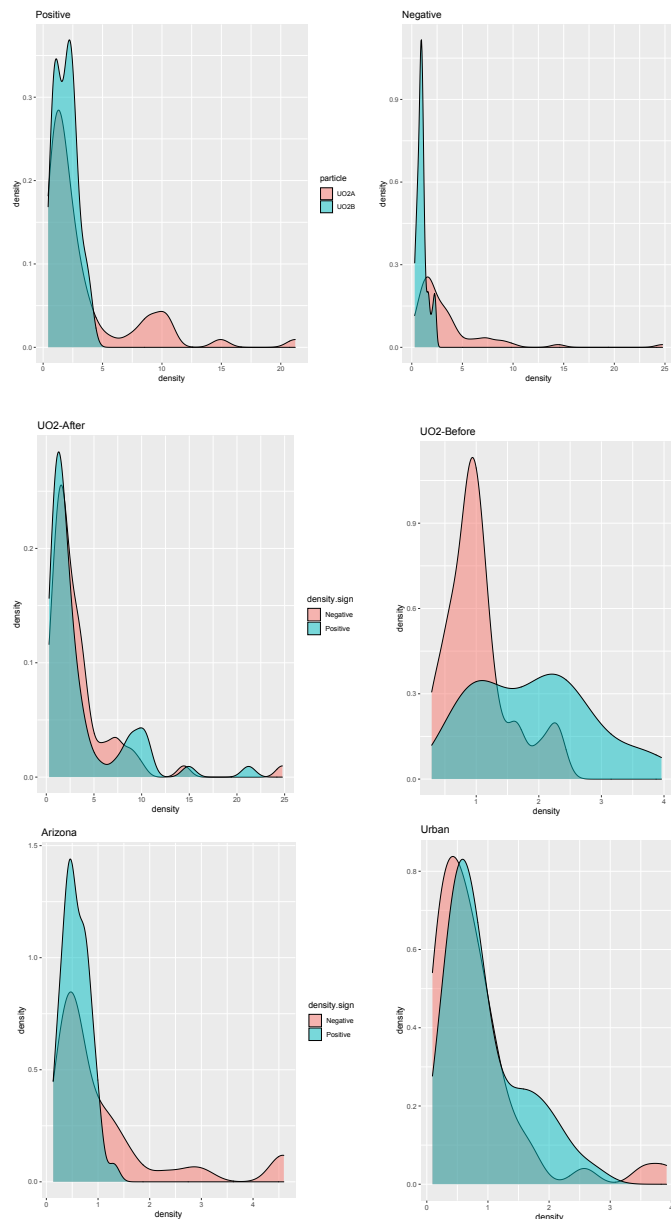 Positive
density
0.3
0.2
0.1
0.0
0 5 10 15 20
density
particle
UO2A
UO2B
Negative
density
0.9
0.6
0.3
0.0
0 5 10 15 20 25
density
UO2-After
density
0.2
0.1
0.0
0 5 10 15 20 25
density
density.sign
Negative
Positive
UO2-Before
density
0.9
0.6
0.3
0.0
1 2 3 4
density
Arizona
density
1.5
1.0
0.5
0.0
0 1 2 3 4
density
density.sign
Negative
Positive
Urban
density
0.8
0.6
0.4
0.2
0.0
0 1 2 3 4
density